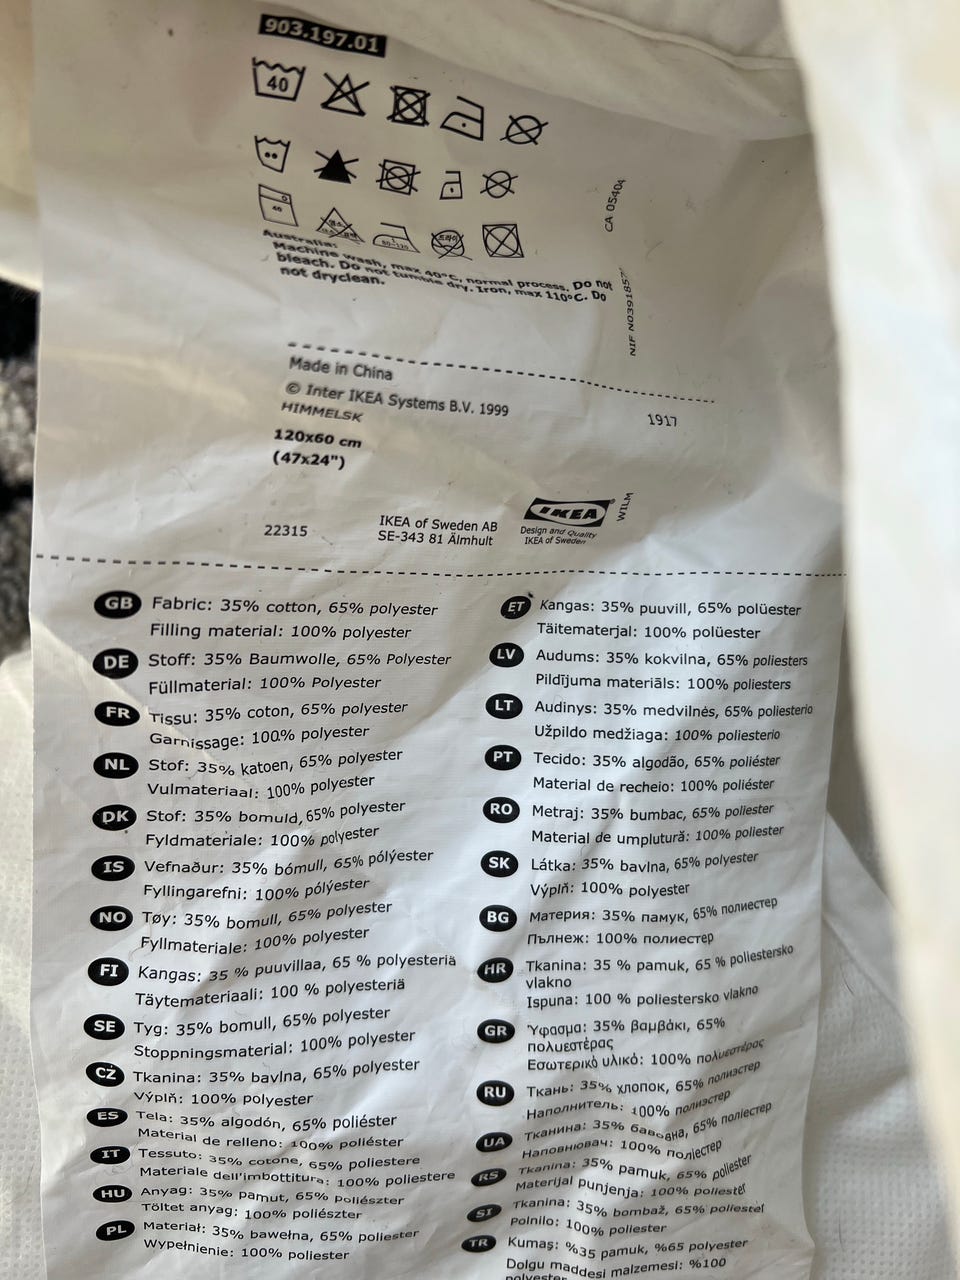 903.197.01
40
40
80-120
드라이
Australia:
Machine wash, max 40°C, normal process. Do not
bleach. Do not tumble dry. Iron, max 110°C. Do
not dryclean.
CA 05404
Made in China
© Inter IKEA Systems B.V. 1999
HIMMELSK
1917
120x60 cm
(47x24")
WILM
22315
IKEA of Sweden AB
SE-343 81 Älmhult
IKEA
Design and Quality
IKEA of Sweden
GB Fabric: 35% cotton, 65% polyester
Filling material: 100% polyester
DE Stoff: 35% Baumwolle, 65% Polyester
Füllmaterial: 100% Polyester
FR Tissu: 35% coton, 65% polyester
Garnissage: 100% polyester
NL Stof: 35% katoen, 65% polyester
Vulmateriaal: 100% polyester
DK Stof: 35% bomuld, 65% polyester
Fyldmateriale: 100% polyester
IS Vefnaður: 35% bómull, 65% pólýester
Fyllingarefni: 100% pólýester
NO Tøy: 35% bomull, 65% polyester
Fyllmateriale: 100% polyester
FI Kangas: 35 % puuvillaa, 65 % polyesteriä
Täytemateriaali: 100 % polyesteriä
SE Tyg: 35% bomull, 65% polyester
Stoppningsmaterial: 100% polyester
CZ Tkanina: 35% bavlna, 65% polyester
Výplň: 100% polyester
ES Tela: 35% algodón, 65% poliéster
Material de relleno: 100% poliéster
IT Tessuto: 35% cotone, 65% poliestere
Materiale dell'imbottitura: 100% poliestere
HU Anyag: 35% pamut, 65% poliészter
Töltet anyag: 100% poliészter
PL Materiał: 35% bawełna, 65% poliester
Wypełnienie: 100% poliester
ET Kangas: 35% puuvill, 65% polüester
Täitematerjal: 100% polüester
LV Audums: 35% kokvilna, 65% poliesters
Pildījuma materiāls: 100% poliesters
LT Audinys: 35% medvilnės, 65% poliesterio
Užpildo medžiaga: 100% poliesterio
PT Tecido: 35% algodão, 65% poliéster
Material de recheio: 100% poliéster
RO Metraj: 35% bumbac, 65% poliester
Material de umplutură: 100% poliester
SK Látka: 35% bavlna, 65% polyester
Výplň: 100% polyester
BG Материя: 35% памук, 65% полиестер
Пълнеж: 100% полиестер
HR Tkanina: 35 % pamuk, 65 % poliestersko
vlakno
Ispuna: 100 % poliestersko vlakno
GR Ύφασμα: 35% βαμβάκι, 65%
πολυεστέρας
Εσωτερικό υλικό: 100% πολυεστέρας
RU Ткань: 35% хлопок, 65% полиэстер
Наполнитель: 100% полиэстер
UA Тканина: 35% бавовна, 65% поліестер
Наповнювач: 100% поліестер
RS Tkanina: 35% pamuk, 65% poliester
Materijal punjenja: 100% poliester
SI Tkanina: 35% bombaž, 65% poliester
Polnilo: 100% poliester
TR Kumaş: %35 pamuk, %65 polyester
Dolgu maddesi malzemesi: %100
polyester